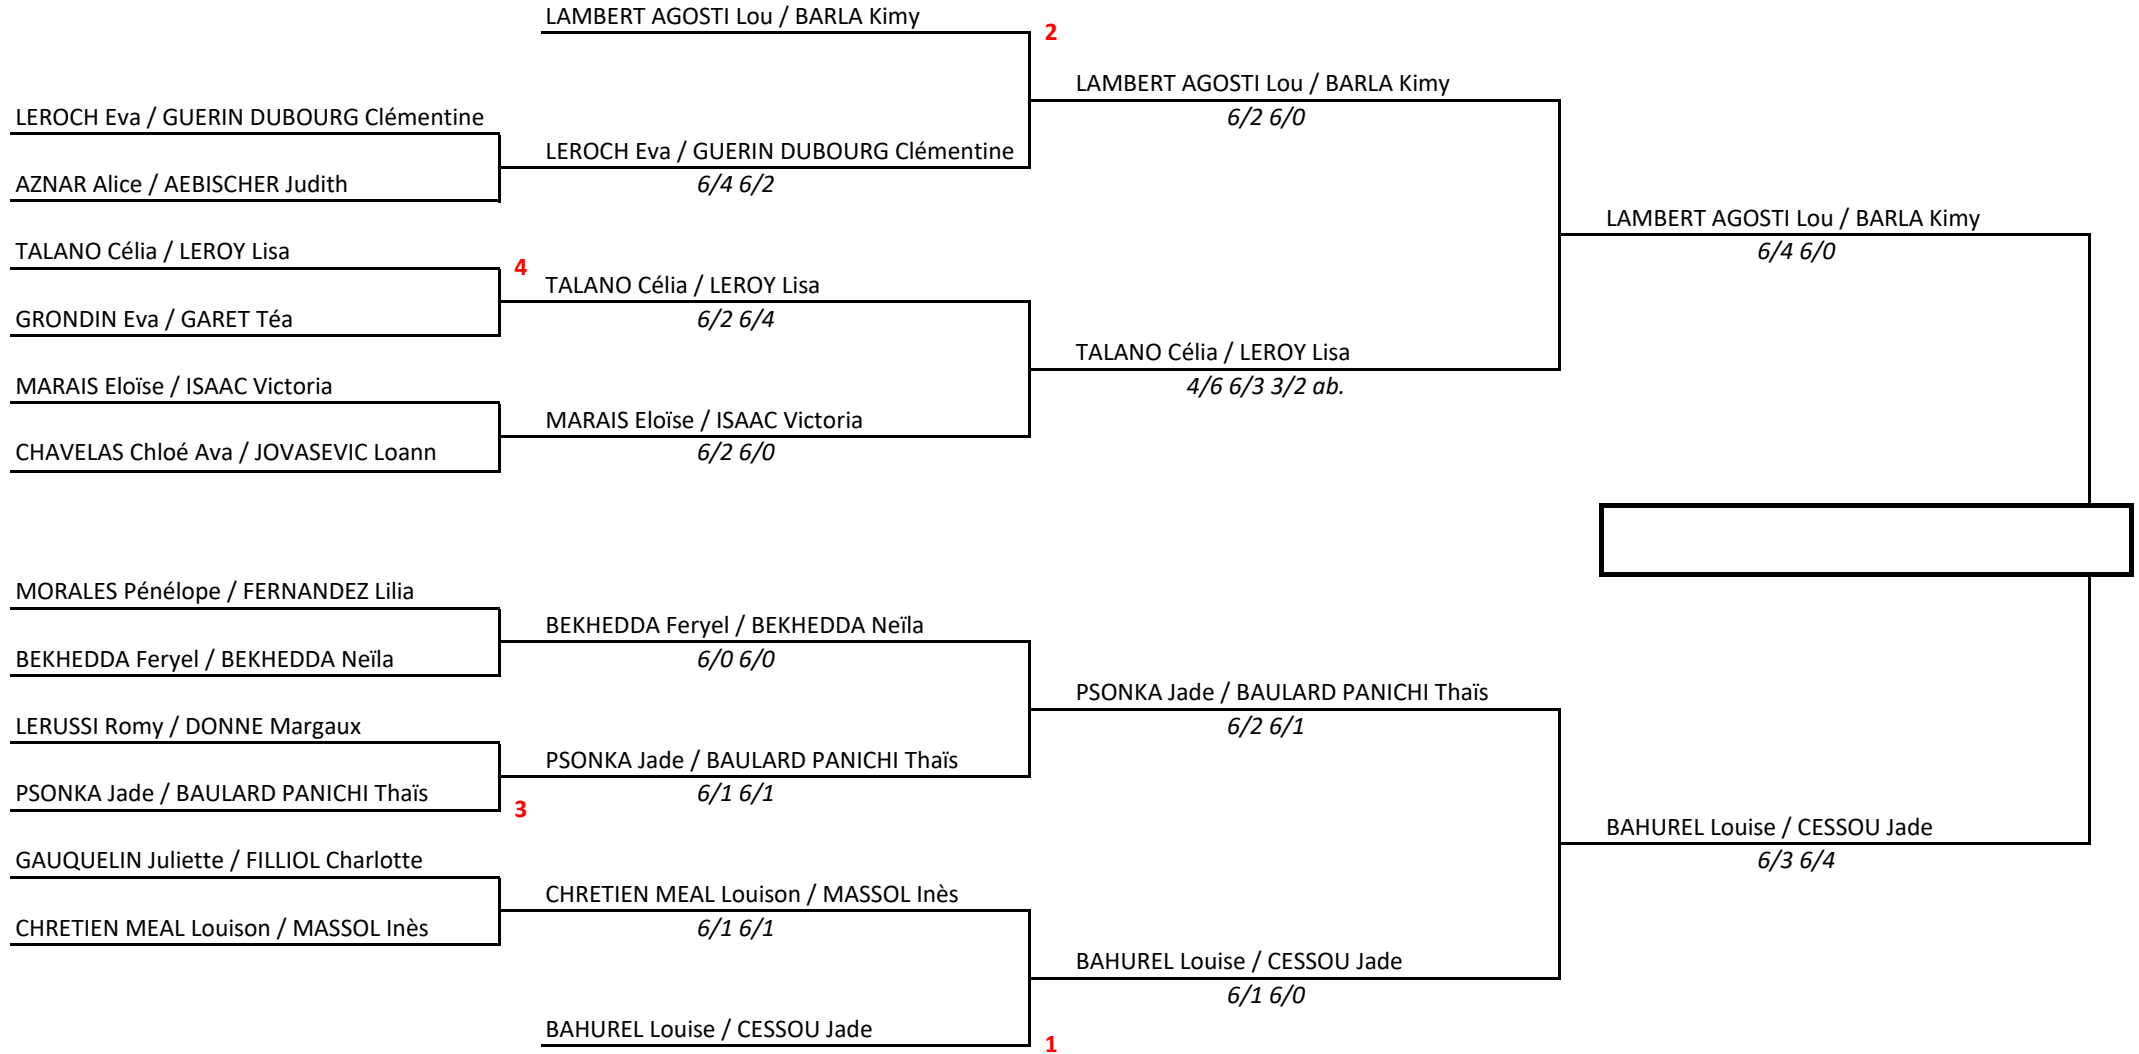 LAMBERT AGOSTI Lou / BARLA Kimy
2
LAMBERT AGOSTI Lou / BARLA Kimy
6/2 6/0
LEROCH Eva / GUERIN DUBOURG Clémentine
LEROCH Eva / GUERIN DUBOURG Clémentine
6/4 6/2
AZNAR Alice / AEBISCHER Judith
LAMBERT AGOSTI Lou / BARLA Kimy
6/4 6/0
TALANO Célia / LEROY Lisa
4
TALANO Célia / LEROY Lisa
6/2 6/4
GRONDIN Eva / GARET Téa
TALANO Célia / LEROY Lisa
4/6 6/3 3/2 ab.
MARAIS Eloïse / ISAAC Victoria
MARAIS Eloïse / ISAAC Victoria
6/2 6/0
CHAVELAS Chloé Ava / JOVASEVIC Loann
MORALES Pénélope / FERNANDEZ Lilia
BEKHEDDA Feryel / BEKHEDDA Neïla
6/0 6/0
BEKHEDDA Feryel / BEKHEDDA Neïla
PSONKA Jade / BAULARD PANICHI Thaïs
6/2 6/1
LERUSSI Romy / DONNE Margaux
PSONKA Jade / BAULARD PANICHI Thaïs
6/1 6/1
PSONKA Jade / BAULARD PANICHI Thaïs
3
BAHUREL Louise / CESSOU Jade
6/3 6/4
GAUQUELIN Juliette / FILLIOL Charlotte
CHRETIEN MEAL Louison / MASSOL Inès
6/1 6/1
CHRETIEN MEAL Louison / MASSOL Inès
BAHUREL Louise / CESSOU Jade
6/1 6/0
BAHUREL Louise / CESSOU Jade
1